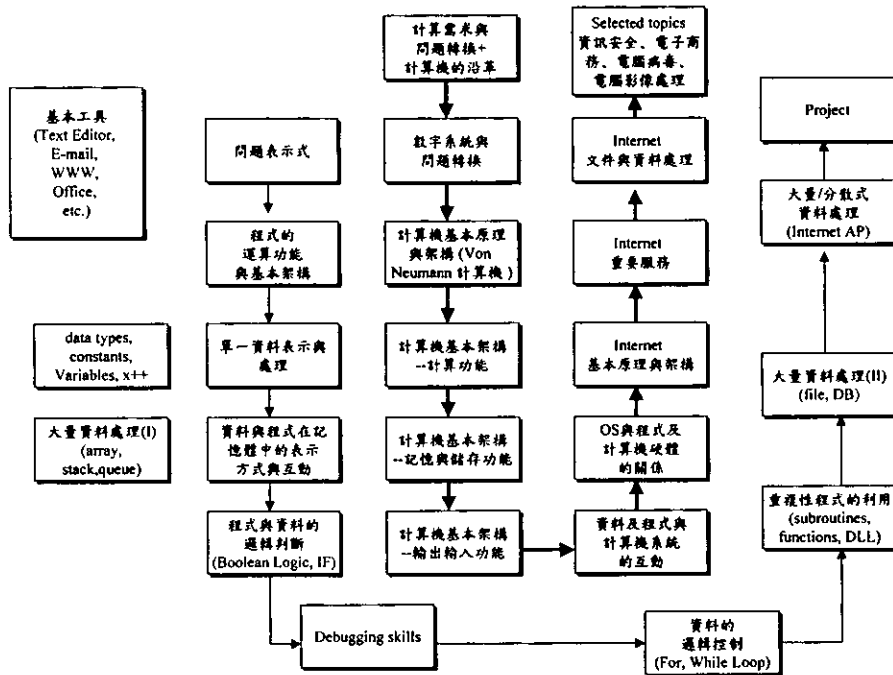 計算需求與
問題轉換+
計算機的沿革
Selected topics
資訊安全、電子商
務、電腦病毒、
電腦影像處理
基本工具
(Text Editor,
E-mail,
WWW,
Office,
etc.)
Project
問題表示式
數字系統與
問題轉換
Internet
文件與資料處理
大量/分散式
資料處理
(Internet AP)
程式的
運算功能
與基本架構
計算機基本原理
與架構(Von
Neumann 計算機)
Internet
重要服務
data types,
constants,
Variables, x++
單一資料表示與
處理
計算機基本架構
--計算功能
Internet
基本原理與架構
大量資料處理(II)
(file, DB)
大量資料處理(I)
(array,
stack,queue)
資料與程式在記
憶體中的表示
方式與互動
計算機基本架構
--記憶與儲存功能
OS與程式及
計算機硬體
的關係
重複性程式的利用
(subroutines,
functions, DLL)
程式與資料的
邏輯判斷
(Boolean Logic, IF)
計算機基本架構
--輸出輸入功能
資料及程式與
計算機系統
的互動
Debugging skills
資料的
邏輯控制
(For, While Loop)